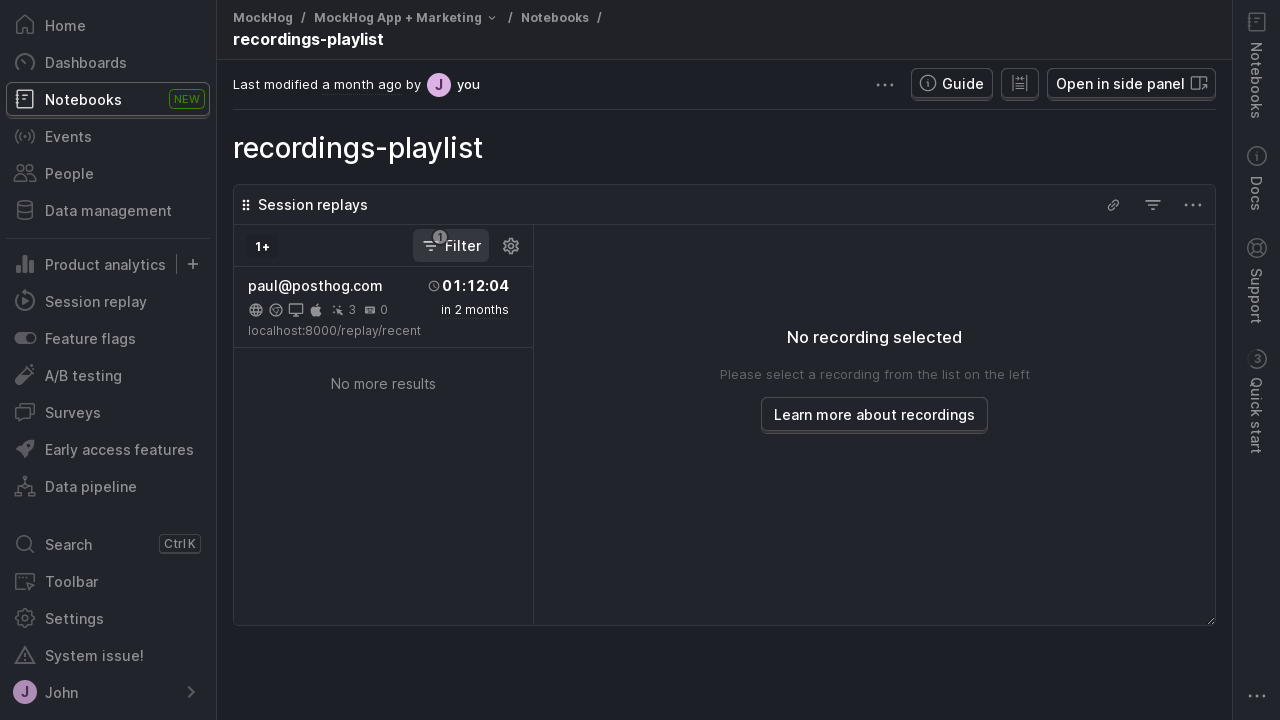 Home
Dashboards
Notebooks NEW
Events
People
Data management
Product analytics
Session replay
Feature flags
A/B testing
Surveys
Early access features
Data pipeline
Search Ctrl K
Toolbar
Settings
System issue!
J John
MockHog / MockHog App + Marketing / Notebooks /
recordings-playlist
Last modified a month ago by J you
Guide
Open in side panel
recordings-playlist
Session replays
1+
1 Filter
paul@posthog.com 01:12:04
3 0 in 2 months
localhost:8000/replay/recent
No more results
No recording selected
Please select a recording from the list on the left
Learn more about recordings
Notebooks
Docs
Support
3 Quick start